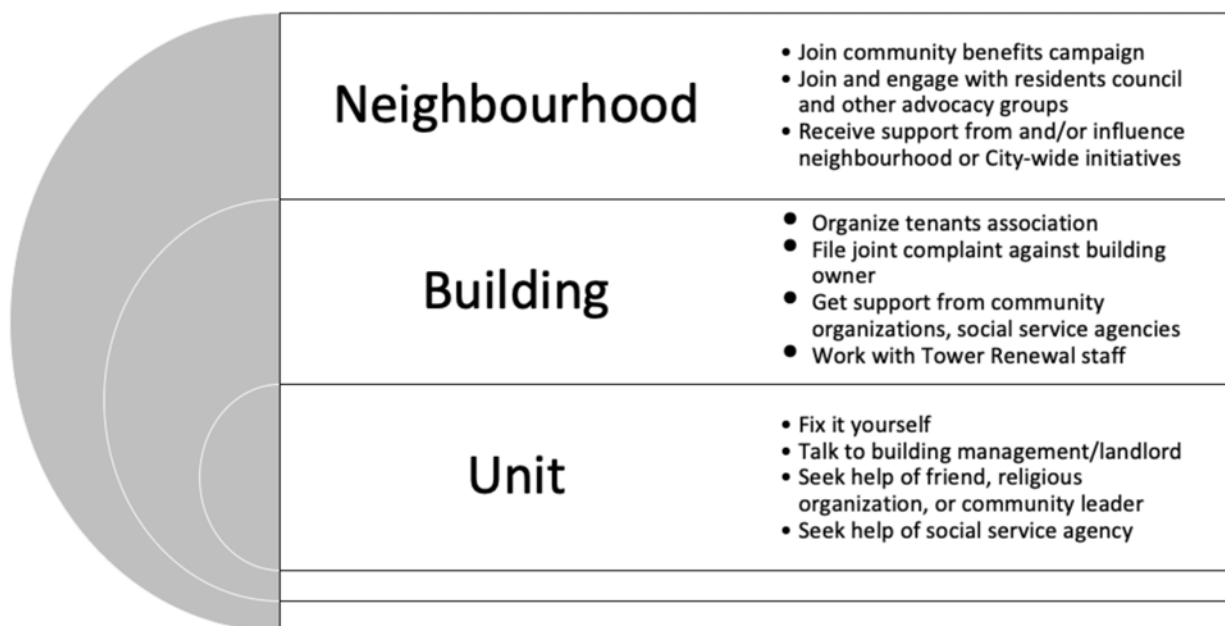 Neighbourhood
• Join community benefits campaign
• Join and engage with residents council
and other advocacy groups
• Receive support from and/or influence
neighbourhood or City-wide initiatives
Building
• Organize tenants association
• File joint complaint against building
owner
• Get support from community
organizations, social service agencies
• Work with Tower Renewal staff
Unit
• Fix it yourself
• Talk to building management/landlord
• Seek help of friend, religious
organization, or community leader
• Seek help of social service agency